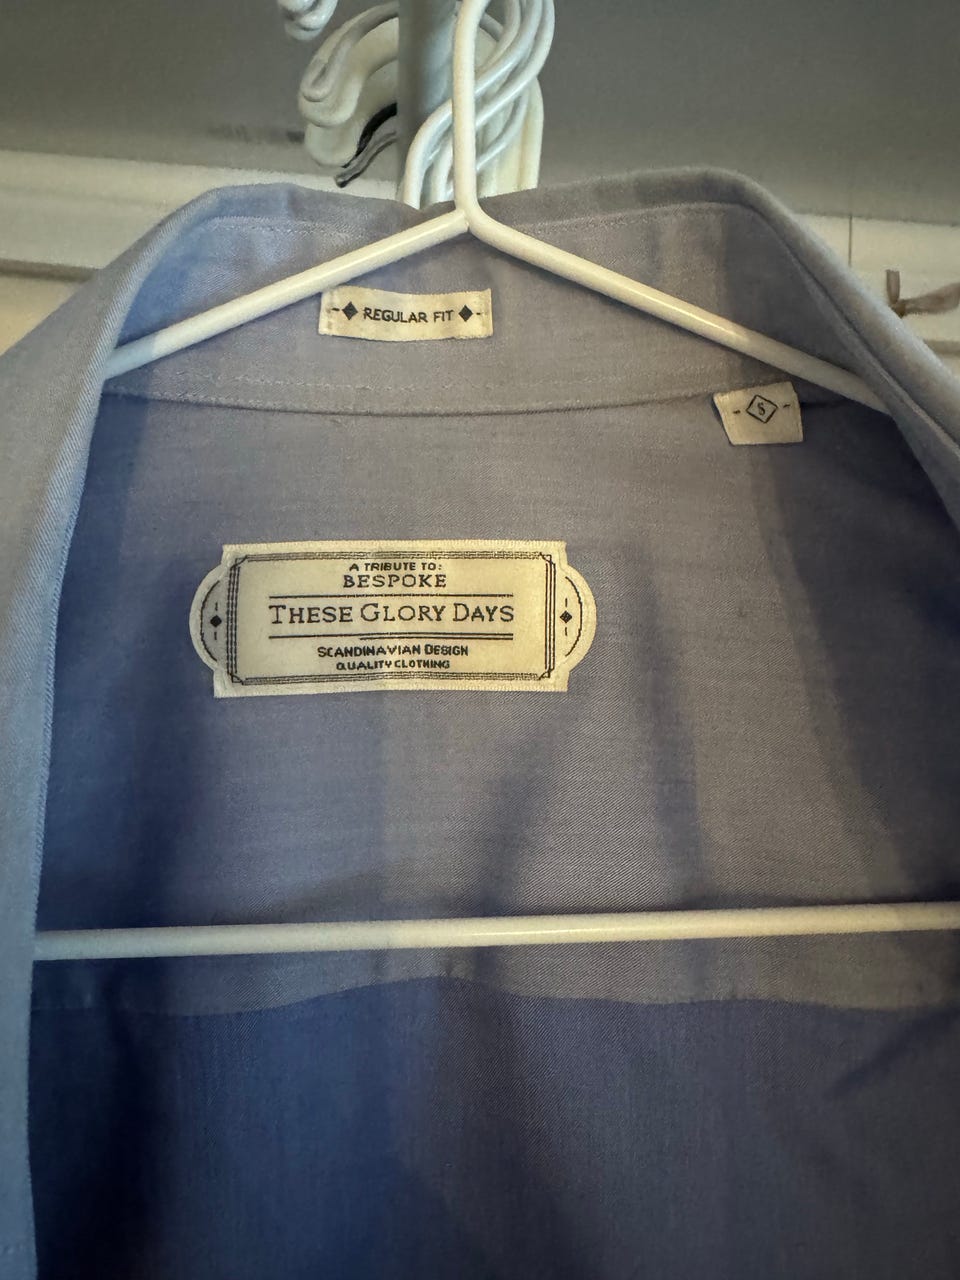 REGULAR FIT
S
A TRIBUTE TO:
BESPOKE
THESE GLORY DAYS
SCANDINAVIAN DESIGN
QUALITY CLOTHING